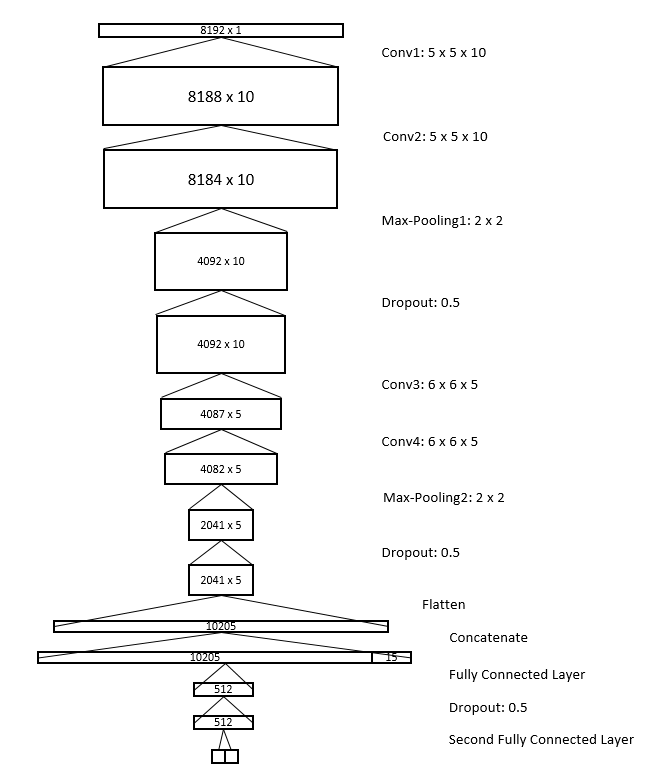 8192 x 1
Conv1: 5 x 5 x 10
8188 x 10
Conv2: 5 x 5 x 10
8184 x 10
Max-Pooling1: 2 x 2
4092 x 10
Dropout: 0.5
4092 x 10
Conv3: 6 x 6 x 5
4087 x 5
Conv4: 6 x 6 x 5
4082 x 5
Max-Pooling2: 2 x 2
2041 x 5
Dropout: 0.5
2041 x 5
Flatten
10205
Concatenate
10205 15
Fully Connected Layer
512
Dropout: 0.5
512
Second Fully Connected Layer